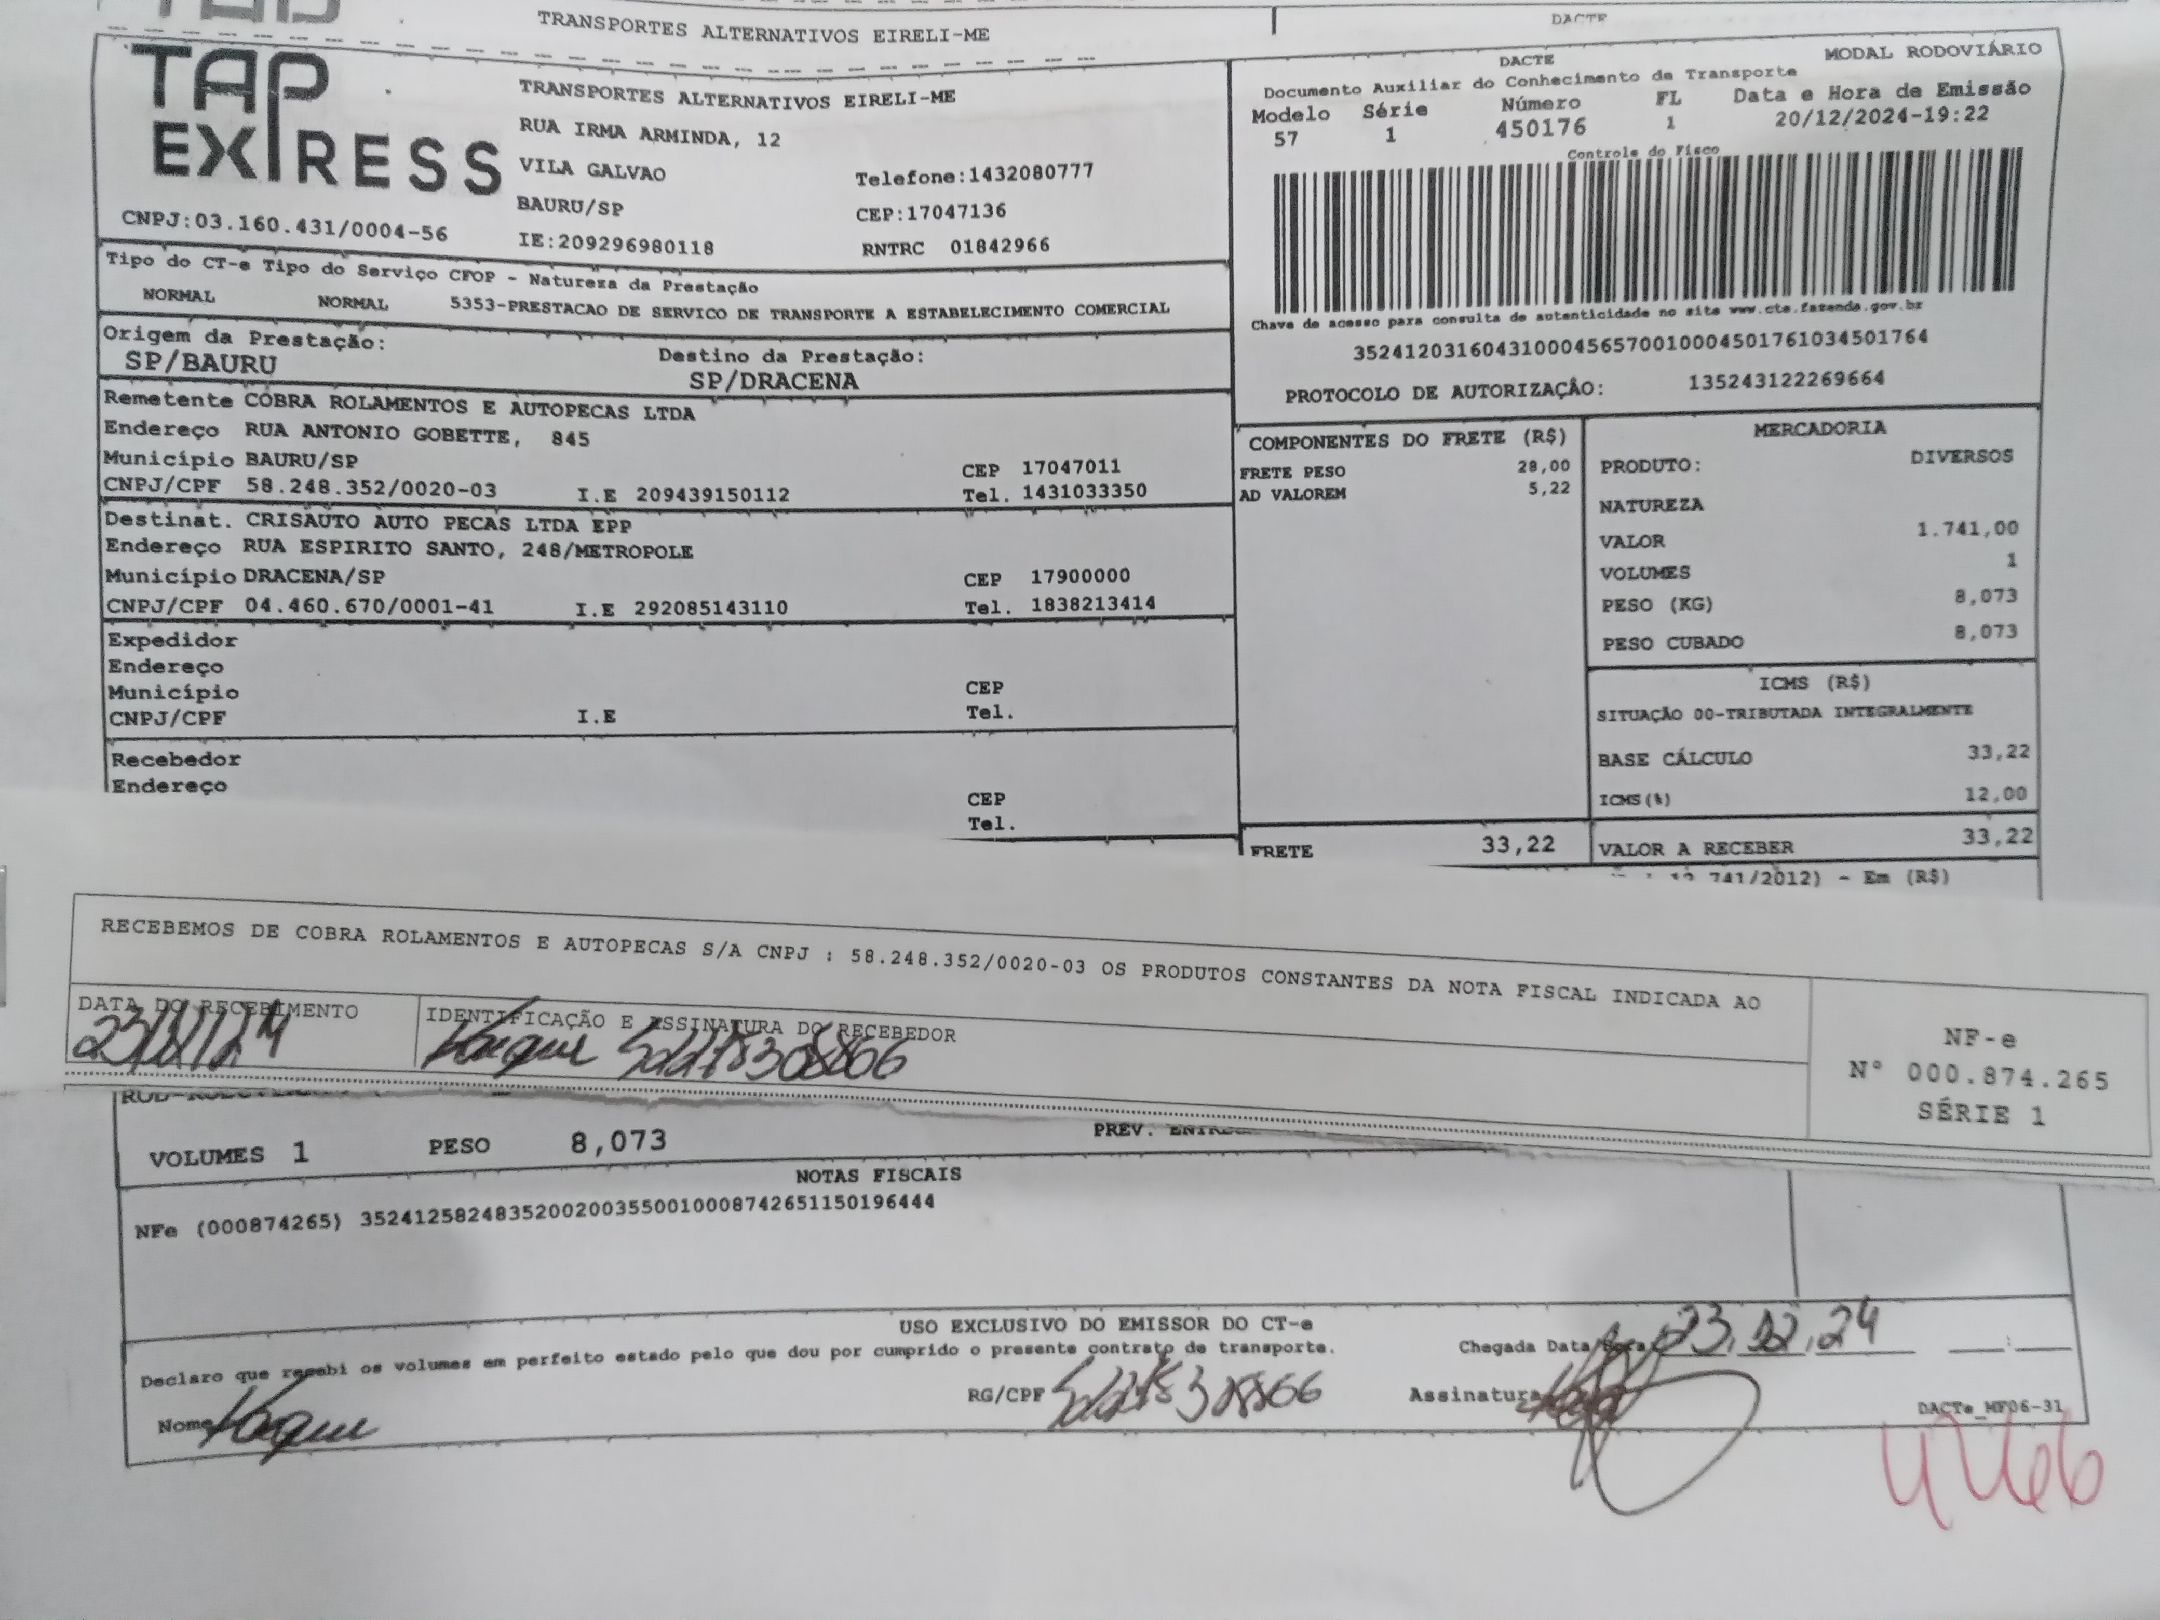 TRANSPORTES ALTERNATIVOS EIRELI-ME DACTE
TAP EXPRESS
CNPJ:03.160.431/0004-56
TRANSPORTES ALTERNATIVOS EIRELI-ME
RUA IRMA ARMINDA, 12
VILA GALVAO Telefone:1432080777
BAURU/SP CEP:17047136
IE:209296980118 RNTRC 01842966
DACTE MODAL RODOVIÁRIO
Documento Auxiliar do Conhecimento de Transporte
Modelo Série Número FL Data e Hora de Emissão
57 1 450176 1 20/12/2024-19:22
Controle do Fisco
Chave de acesso para consulta de autenticidade no site www.cte.fazenda.gov.br
35241203160431000456570010004501761034501764
PROTOCOLO DE AUTORIZAÇÃO: 135243122269664
Tipo do CT-e Tipo do Serviço CFOP - Natureza da Prestação
NORMAL NORMAL 5353-PRESTACAO DE SERVICO DE TRANSPORTE A ESTABELECIMENTO COMERCIAL
Origem da Prestação: Destino da Prestação:
SP/BAURU SP/DRACENA
Remetente COBRA ROLAMENTOS E AUTOPECAS LTDA
Endereço RUA ANTONIO GOBETTE, 845
Município BAURU/SP CEP 17047011
CNPJ/CPF 58.248.352/0020-03 I.E 209439150112 Tel. 1431033350
Destinat. CRISAUTO AUTO PECAS LTDA EPP
Endereço RUA ESPIRITO SANTO, 248/METROPOLE
Município DRACENA/SP CEP 17900000
CNPJ/CPF 04.460.670/0001-41 I.E 292085143110 Tel. 1838213414
Expedidor
Endereço
Município CEP
CNPJ/CPF I.E Tel.
Recebedor
Endereço
CEP
Tel.
COMPONENTES DO FRETE (R$)
FRETE PESO 28,00
AD VALOREM 5,22
FRETE 33,22
MERCADORIA
PRODUTO: DIVERSOS
NATUREZA
VALOR 1.741,00
VOLUMES 1
PESO (KG) 8,073
PESO CUBADO 8,073
ICMS (R$)
SITUAÇÃO 00-TRIBUTADA INTEGRALMENTE
BASE CÁLCULO 33,22
ICMS(%) 12,00
VALOR A RECEBER 33,22
741/2012) - Em (R$)
RECEBEMOS DE COBRA ROLAMENTOS E AUTOPECAS S/A CNPJ : 58.248.352/0020-03 OS PRODUTOS CONSTANTES DA NOTA FISCAL INDICADA AO
DATA DO RECEBIMENTO IDENTIFICAÇÃO E ASSINATURA DO RECEBEDOR
23/12/24
NF-e
Nº 000.874.265
SÉRIE 1
VOLUMES 1 PESO 8,073 PREV.
NOTAS FISCAIS
NFe (000874265) 35241258248352002003550010008742651150196444
USO EXCLUSIVO DO EMISSOR DO CT-e
Declaro que recebi os volumes em perfeito estado pelo que dou por cumprido o presente contrato de transporte.
Chegada Data/Hora 23,12,24 :
Nome RG/CPF Assinatura
DACTe_MF06-31